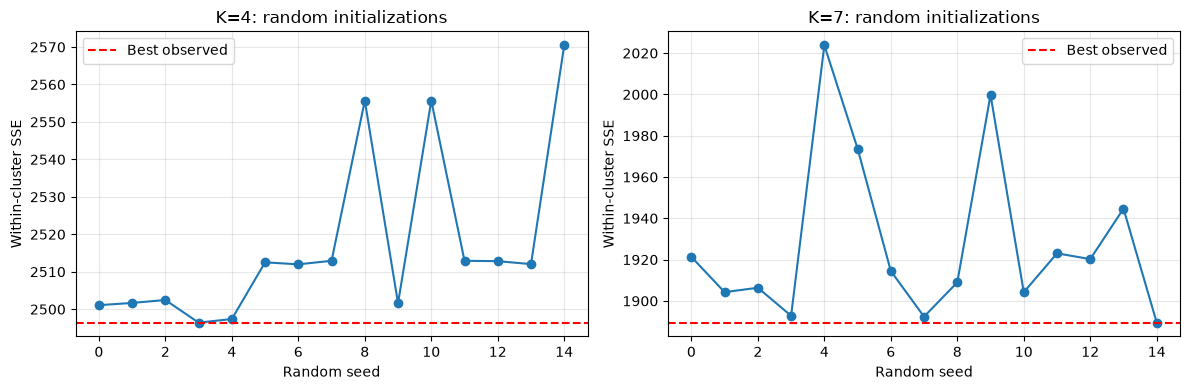 K=4: random initializations
Best observed
2570
2560
2550
2540
2530
2520
2510
2500
Within-cluster SSE
0 2 4 6 8 10 12 14
Random seed
K=7: random initializations
Best observed
2020
2000
1980
1960
1940
1920
1900
Within-cluster SSE
0 2 4 6 8 10 12 14
Random seed